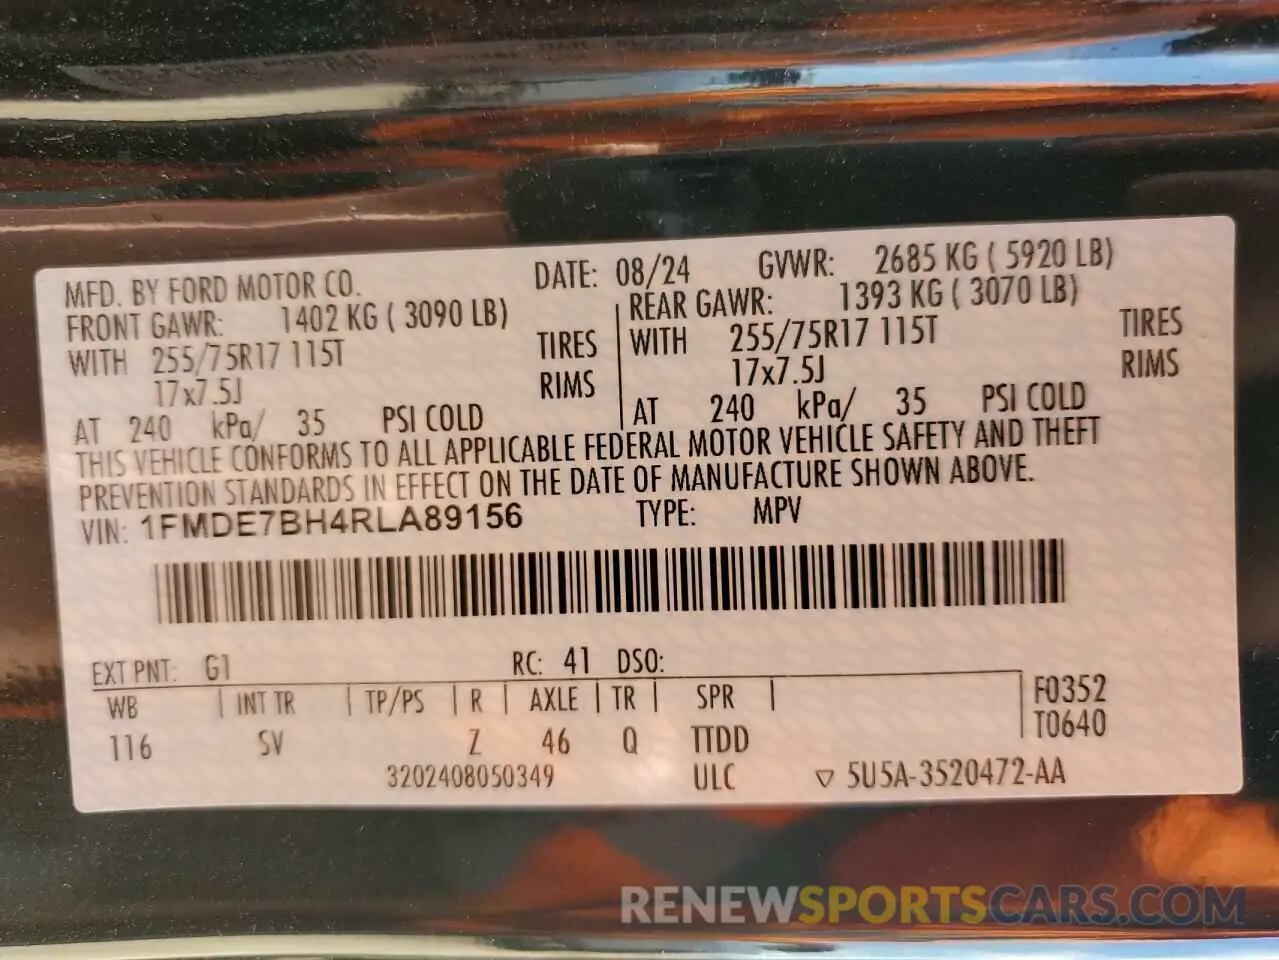 MFD. BY FORD MOTOR CO. DATE: 08/24 GVWR: 2685 KG ( 5920 LB)
FRONT GAWR: 1402 KG ( 3090 LB) REAR GAWR: 1393 KG ( 3070 LB)
WITH 255/75R17 115T TIRES WITH 255/75R17 115T TIRES
17x7.5J RIMS 17x7.5J RIMS
AT 240 kPa/ 35 PSI COLD AT 240 kPa/ 35 PSI COLD
THIS VEHICLE CONFORMS TO ALL APPLICABLE FEDERAL MOTOR VEHICLE SAFETY AND THEFT
PREVENTION STANDARDS IN EFFECT ON THE DATE OF MANUFACTURE SHOWN ABOVE.
VIN: 1FMDE7BH4RLA89156 TYPE: MPV
EXT PNT: G1 RC: 41 DSO:
WB INT TR TP/PS R AXLE TR SPR F0352
116 SV Z 46 Q TTDD T0640
3202408050349 ULC ▽ 5U5A-3520472-AA
RENEWSPORTSCARS.COM